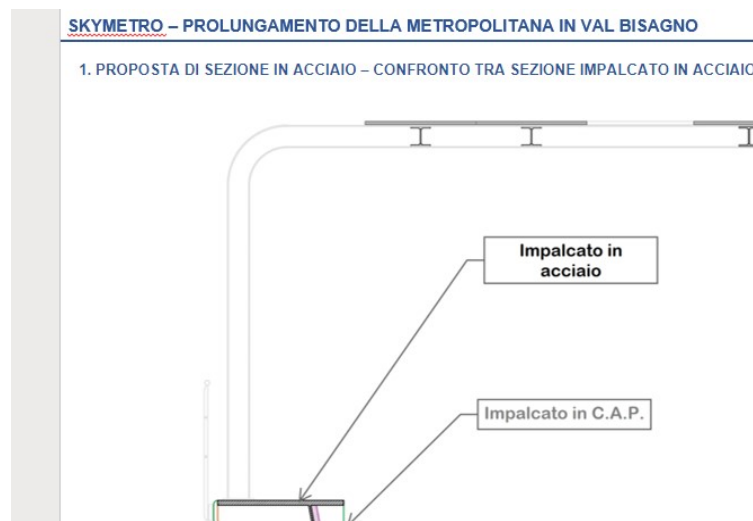 SKYMETRO – PROLUNGAMENTO DELLA METROPOLITANA IN VAL BISAGNO
1. PROPOSTA DI SEZIONE IN ACCIAIO – CONFRONTO TRA SEZIONE IMPALCATO IN ACCIAIO
Impalcato in
acciaio
Impalcato in C.A.P.